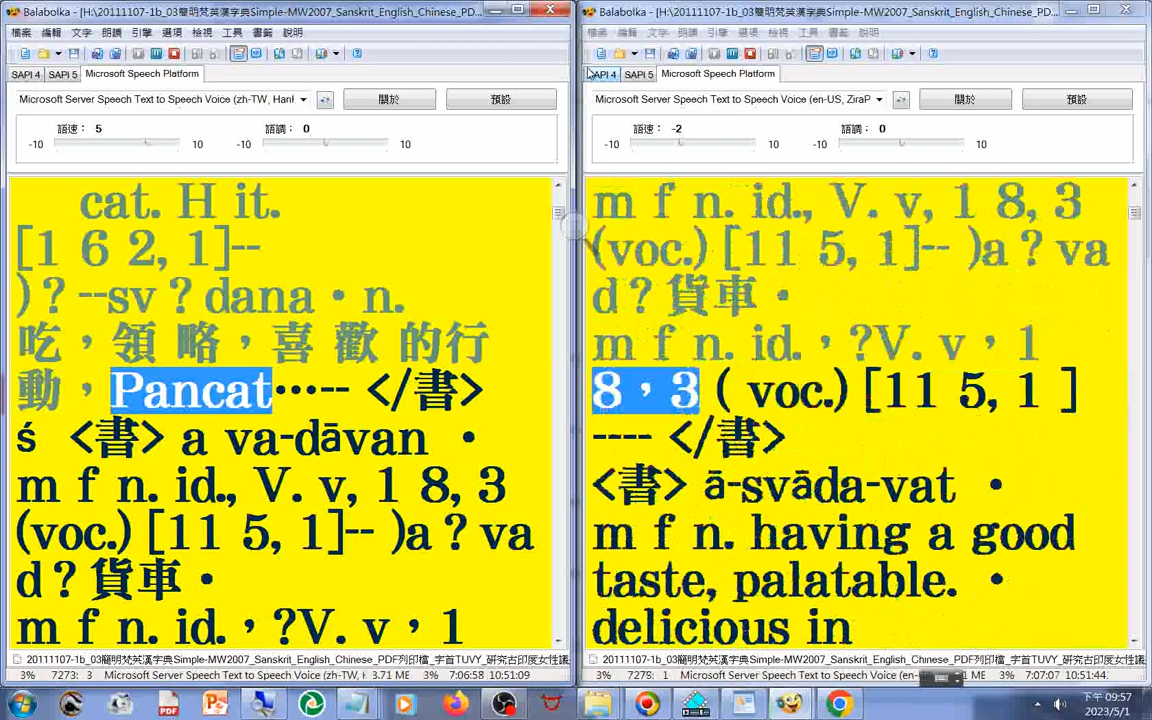 Balabolka - [H:\20111107-1b_03簡明梵英漢字典Simple-MW2007_Sanskrit_English_Chinese_PD...
檔案 編輯 文字 朗讀 引擎 選項 檢視 工具 書籤 說明
SAPI 4 SAPI 5 Microsoft Speech Platform
Microsoft Server Speech Text to Speech Voice (zh-TW, Hanl
關於 預設
語速： 5 語調： 0
-10 10 -10 10
cat. H it.
[1 6 2, 1]--
)? --sv ? dana • n.
吃，領 略，喜 歡 的行
動，Pancat…-- </書>
ś <書> a va-dāvan •
m f n. id., V. v, 1 8, 3
(voc.) [11 5, 1]-- )a ? va
d ? 貨車 •
m f n. id.，?V. v，1
20111107-1b_03簡明梵英漢字典Simple-MW2007_Sanskrit_English_Chinese_PDF列印檔_字首TUVY_研究古印度女性議
3% 7273: 3 Microsoft Server Speech Text to Speech Voice (zh-TW, 3.71 ME 3% 7:06:58 10:51:09
Balabolka - [H:\20111107-1b_03簡明梵英漢字典Simple-MW2007_Sanskrit_English_Chinese_PD...
檔案 編輯 文字 朗讀 引擎 選項 檢視 工具 書籤 說明
SAPI 4 SAPI 5 Microsoft Speech Platform
Microsoft Server Speech Text to Speech Voice (en-US, ZiraP
關於 預設
語速： -2 語調： 0
-10 10 -10 10
m f n. id., V. v, 1 8, 3
(voc.) [11 5, 1]-- )a ? va
d ? 貨車 •
m f n. id.，?V. v，1
8，3 ( voc.) [11 5, 1 ]
---- </書>
<書> ā-svāda-vat •
m f n. having a good
taste, palatable. •
delicious in
20111107-1b_03簡明梵英漢字典Simple-MW2007_Sanskrit_English_Chinese_PDF列印檔_字首TUVY_研究古印度女性議
3% 7275: 1 Microsoft Server Speech Text to Speech Voice (en- ME 3% 7:07:07 10:51:44.
下午 09:57
2023/5/1